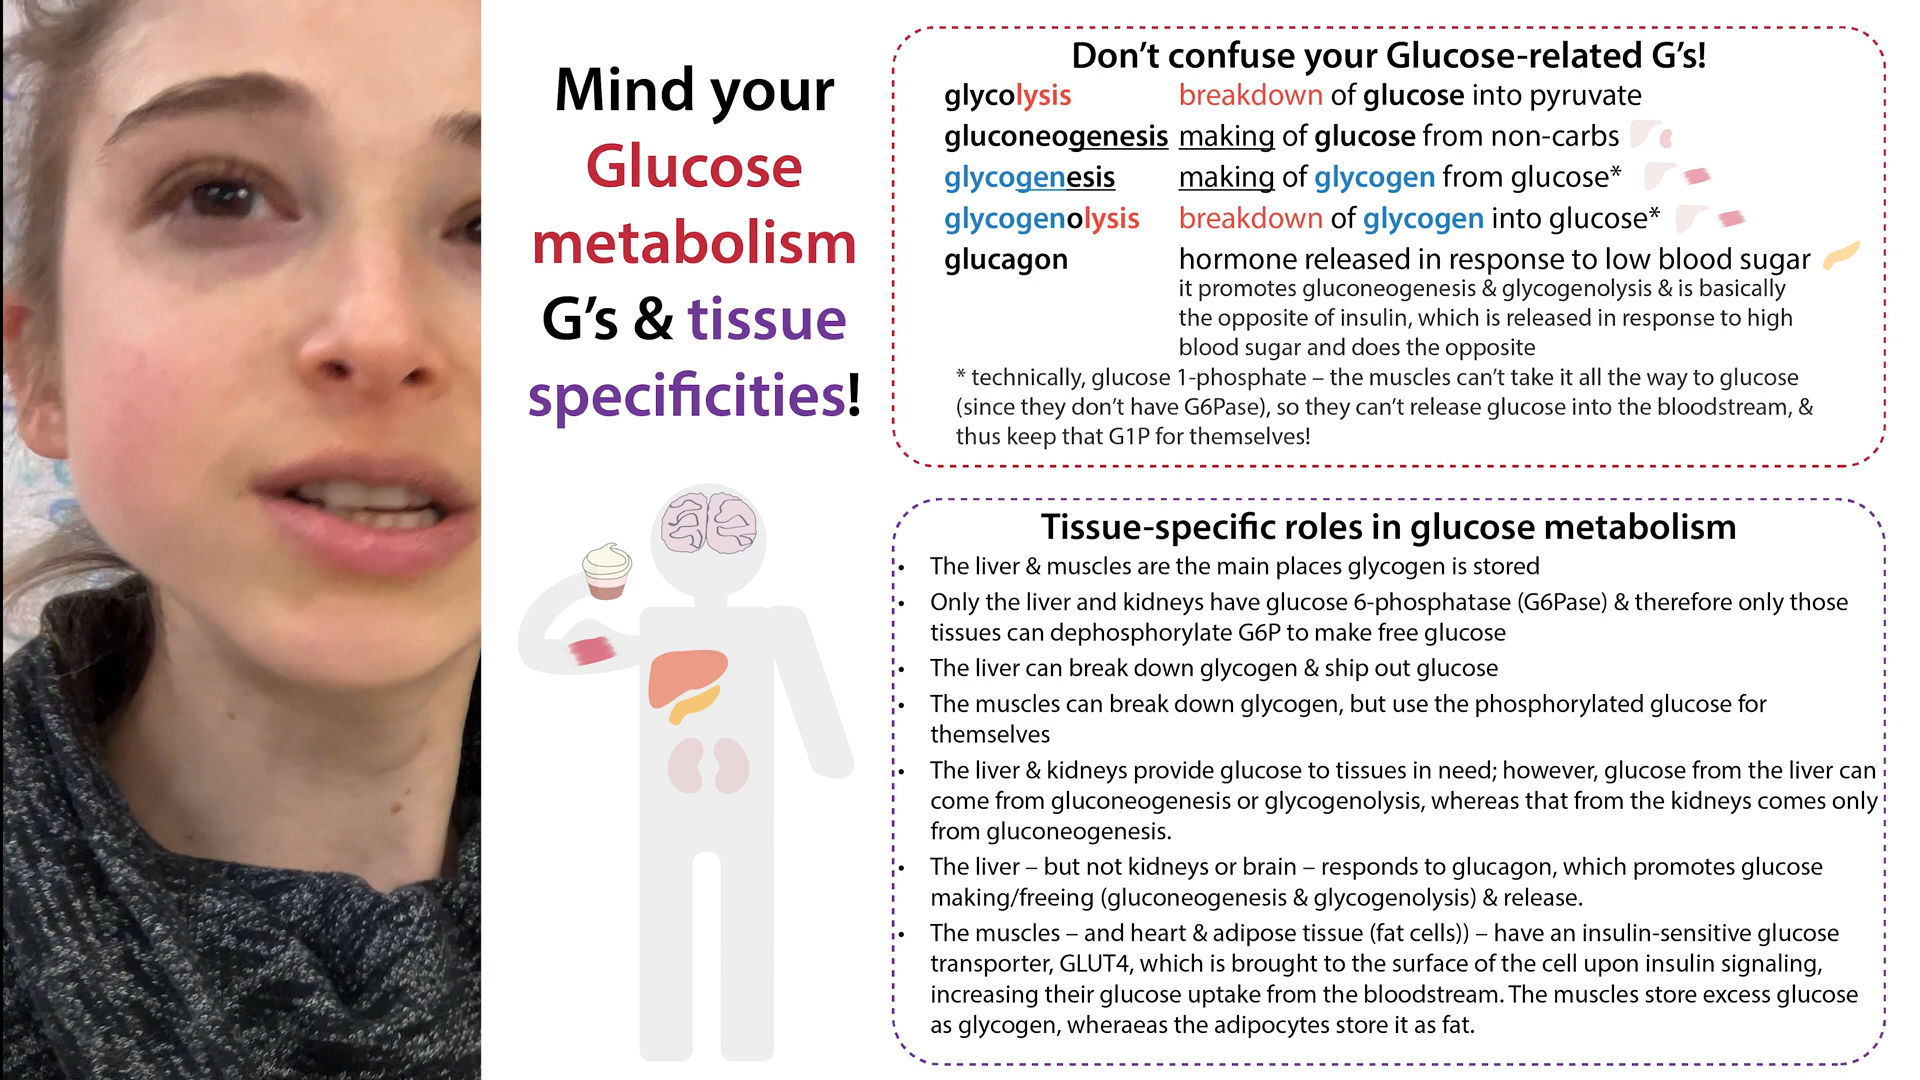 Mind your
Glucose
metabolism
G's & tissue
specificities!
Don't confuse your Glucose-related G's!
glycolysis breakdown of glucose into pyruvate
gluconeogenesis making of glucose from non-carbs
glycogenesis making of glycogen from glucose*
glycogenolysis breakdown of glycogen into glucose*
glucagon hormone released in response to low blood sugar
it promotes gluconeogenesis & glycogenolysis & is basically
the opposite of insulin, which is released in response to high
blood sugar and does the opposite
* technically, glucose 1-phosphate – the muscles can't take it all the way to glucose
(since they don't have G6Pase), so they can't release glucose into the bloodstream, &
thus keep that G1P for themselves!
Tissue-specific roles in glucose metabolism
• The liver & muscles are the main places glycogen is stored
• Only the liver and kidneys have glucose 6-phosphatase (G6Pase) & therefore only those
tissues can dephosphorylate G6P to make free glucose
• The liver can break down glycogen & ship out glucose
• The muscles can break down glycogen, but use the phosphorylated glucose for
themselves
• The liver & kidneys provide glucose to tissues in need; however, glucose from the liver can
come from gluconeogenesis or glycogenolysis, whereas that from the kidneys comes only
from gluconeogenesis.
• The liver – but not kidneys or brain – responds to glucagon, which promotes glucose
making/freeing (gluconeogenesis & glycogenolysis) & release.
• The muscles – and heart & adipose tissue (fat cells)) – have an insulin-sensitive glucose
transporter, GLUT4, which is brought to the surface of the cell upon insulin signaling,
increasing their glucose uptake from the bloodstream. The muscles store excess glucose
as glycogen, wheraeas the adipocytes store it as fat.